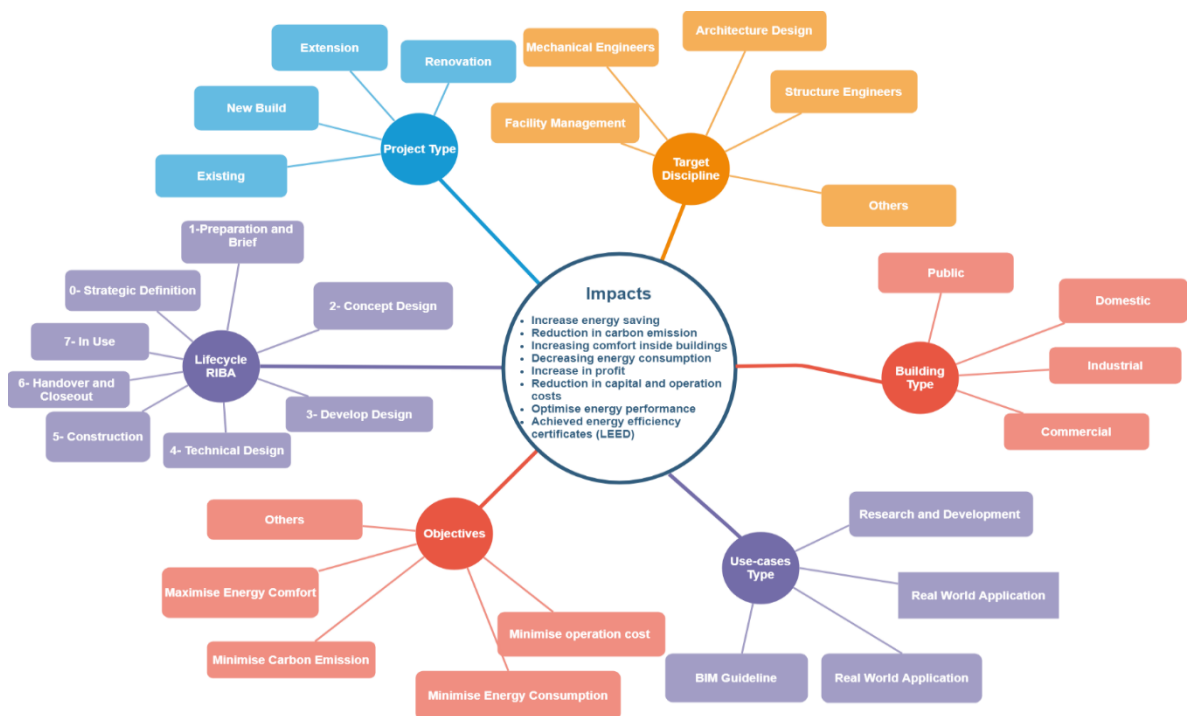 Extension
Renovation
New Build
Existing
Project Type
Mechanical Engineers
Architecture Design
Structure Engineers
Facility Management
Others
Target
Discipline
1-Preparation and
Brief
0- Strategic Definition
2- Concept Design
7- In Use
6- Handover and
Closeout
5- Construction
4- Technical Design
3- Develop Design
Lifecycle
RIBA
Impacts
• Increase energy saving
• Reduction in carbon emission
• Increasing comfort inside buildings
• Decreasing energy consumption
• Increase in profit
• Reduction in capital and operation
costs
• Optimise energy performance
• Achieved energy efficiency
certificates (LEED)
Public
Domestic
Industrial
Commercial
Building
Type
Others
Maximise Energy Comfort
Minimise Carbon Emission
Minimise operation cost
Minimise Energy Consumption
Objectives
Research and Development
Real World Application
Real World Application
BIM Guideline
Use-cases
Type